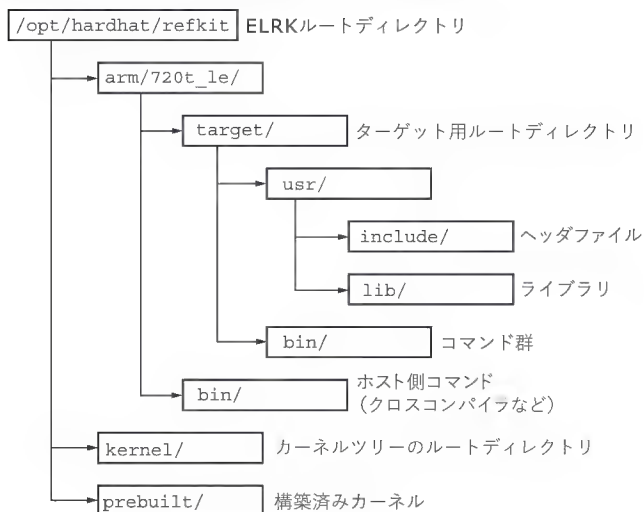 /opt/hardhat/refkit ELRKルートディレクトリ
arm/720t_le/
target/ ターゲット用ルートディレクトリ
usr/
include/ ヘッダファイル
lib/ ライブラリ
bin/ コマンド群
bin/ ホスト側コマンド
(クロスコンパイラなど)
kernel/ カーネルツリーのルートディレクトリ
prebuilt/ 構築済みカーネル